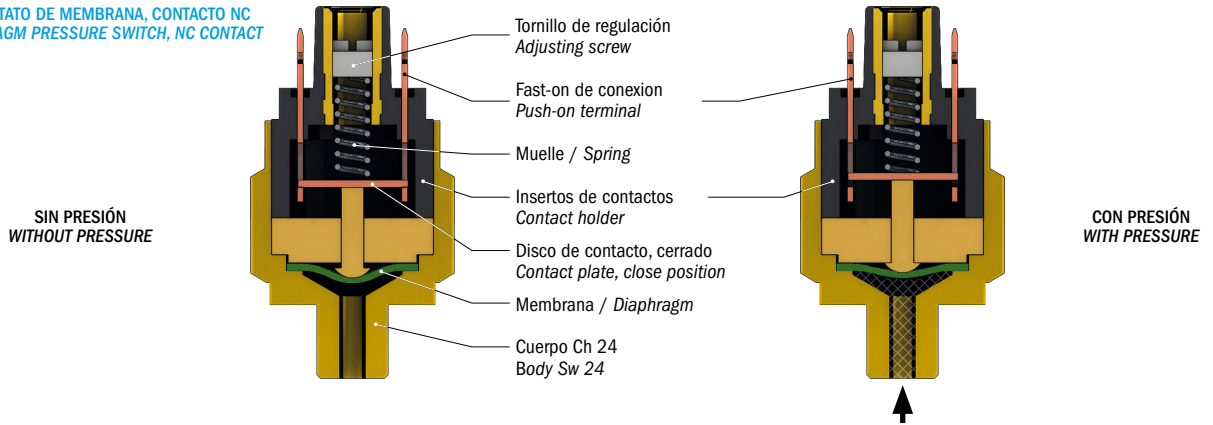 TATO DE MEMBRANA, CONTACTO NC
AGM PRESSURE SWITCH, NC CONTACT
Tornillo de regulación
Adjusting screw
Fast-on de conexion
Push-on terminal
Muelle / Spring
Insertos de contactos
Contact holder
Disco de contacto, cerrado
Contact plate, close position
Membrana / Diaphragm
Cuerpo Ch 24
Body Sw 24
SIN PRESIÓN
WITHOUT PRESSURE
CON PRESIÓN
WITH PRESSURE